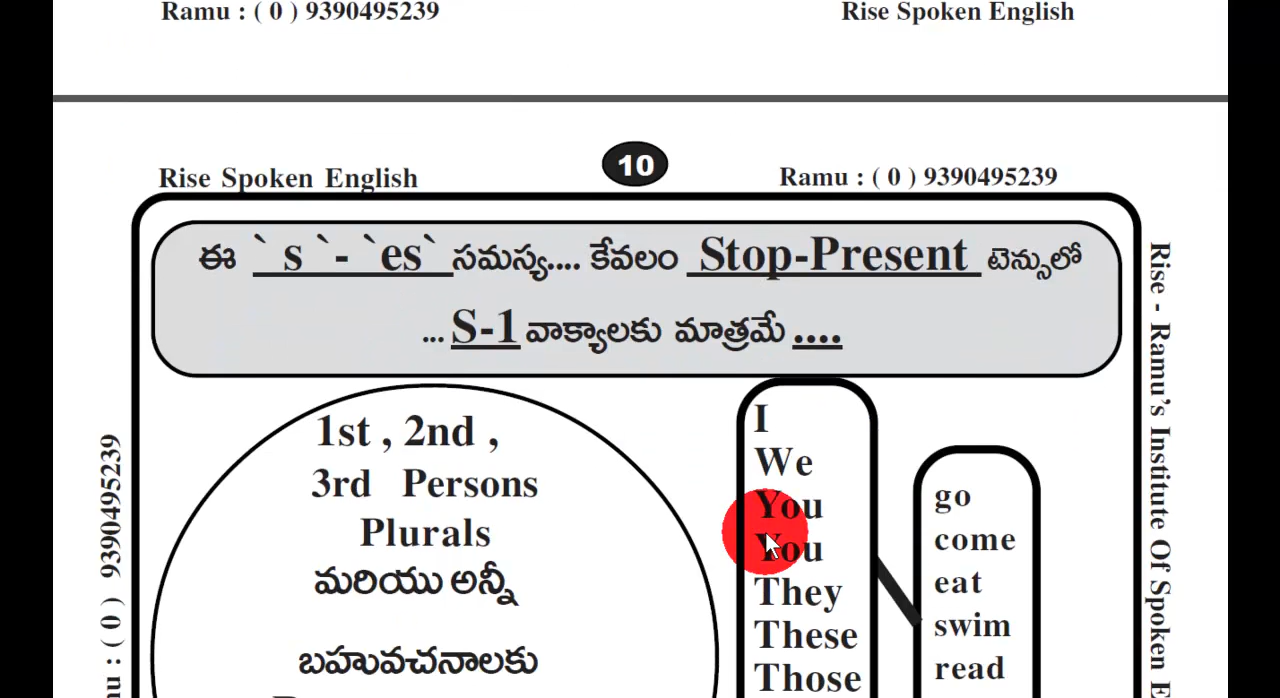 Ramu : ( 0 ) 9390495239
Rise Spoken English
Rise Spoken English
10
Ramu : ( 0 ) 9390495239
ఈ ` s `- `es` సమస్య.... కేవలం Stop-Present టెన్సులో
... S-1 వాక్యాలకు మాత్రమే ....
1st , 2nd ,
3rd Persons
Plurals
మరియు అన్నీ
బహువచనాలకు
I
We
You
You
They
These
Those
go
come
eat
swim
read
: ( 0 ) 9390495239
Rise - Ramu’s Institute Of Spoken